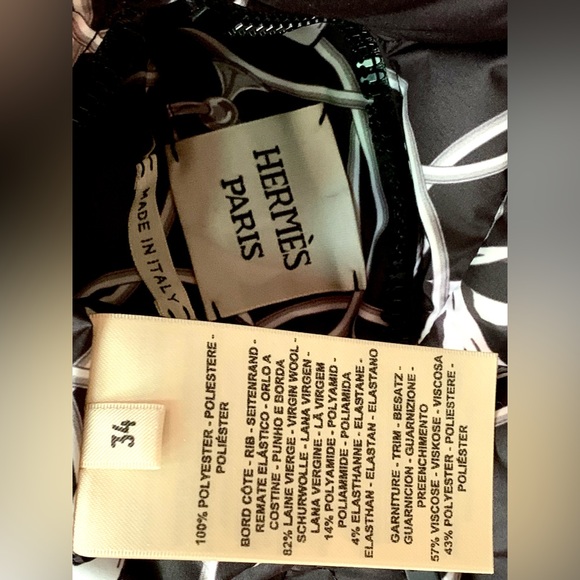 HERMÈS
PARIS
MADE IN ITALY
34
100% POLYESTER - POLIESTERE -
POLIÉSTER
BORD CÔTE - RIB - SEITENRAND -
REMATE ELÁSTICO - ORLO A
COSTINE - PUNHO E BORDA
82% LAINE VIERGE - VIRGIN WOOL -
SCHURWOLLE - LANA VIRGEN -
LANA VERGINE - LÃ VIRGEM
14% POLYAMIDE - POLYAMID -
POLIAMMIDE - POLIAMIDA
4% ELASTHANNE - ELASTANE -
ELASTHAN - ELASTAN - ELASTANO
GARNITURE - TRIM - BESATZ -
GUARNICION - GUARNIZIONE -
PREENCHIMENTO
57% VISCOSE - VISKOSE - VISCOSA
43% POLYESTER - POLIESTERE -
POLIÉSTER